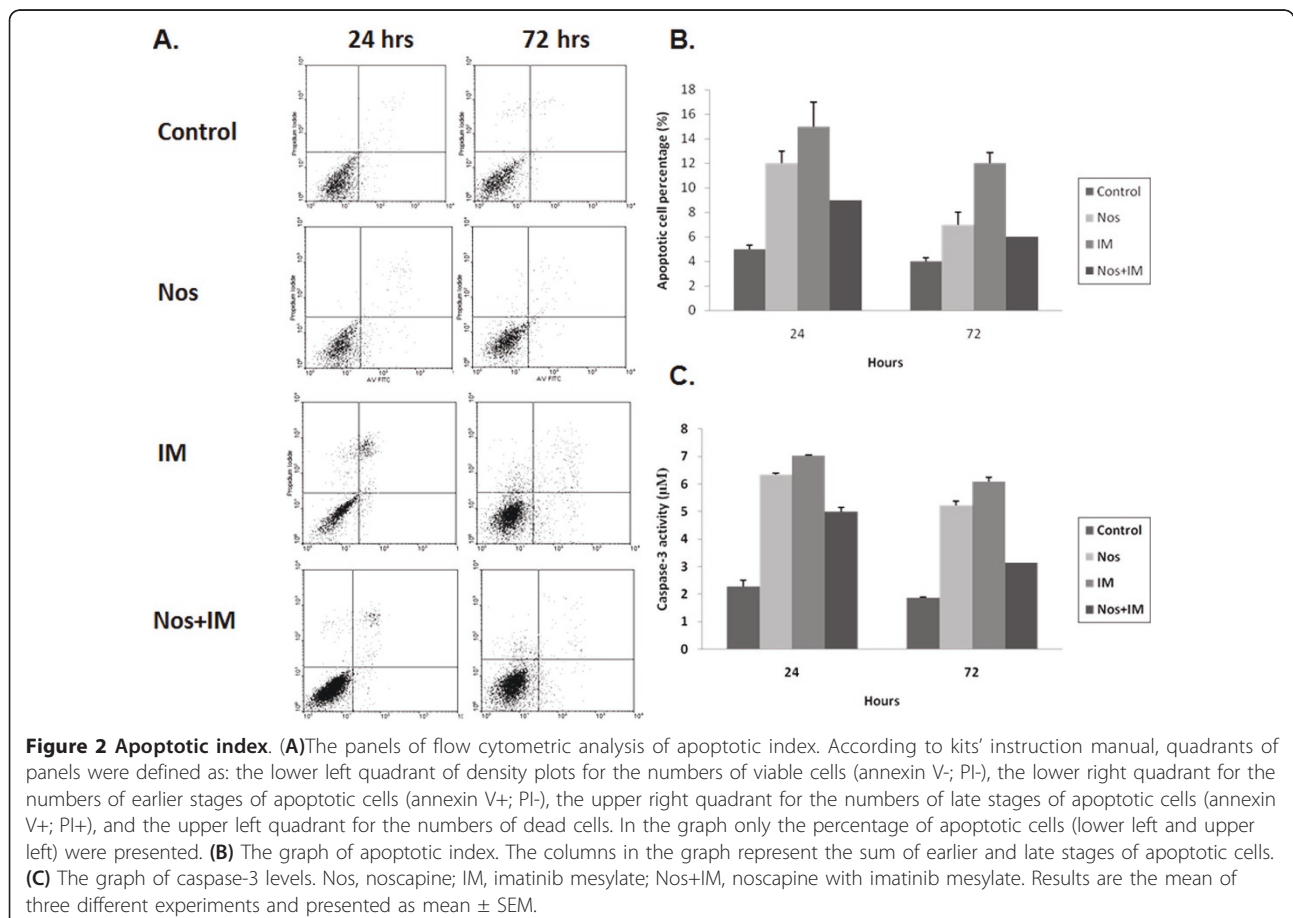 A.
24 hrs
72 hrs
Control
Nos
IM
Nos+IM
Propidium Iodide
10⁰ 10¹ 10² 10³ 10⁴
AV FITC
B.
Apoptotic cell percentage (%)
18
16
14
12
10
8
6
4
2
0
24
72
Hours
Control
Nos
IM
Nos+IM
C.
Caspase-3 activity (µM)
8
7
6
5
4
3
2
1
0
24
72
Hours
Control
Nos
IM
Nos+IM
Figure 2 Apoptotic index. (A)The panels of flow cytometric analysis of apoptotic index. According to kits' instruction manual, quadrants of
panels were defined as: the lower left quadrant of density plots for the numbers of viable cells (annexin V-; PI-), the lower right quadrant for the
numbers of earlier stages of apoptotic cells (annexin V+; PI-), the upper right quadrant for the numbers of late stages of apoptotic cells (annexin
V+; PI+), and the upper left quadrant for the numbers of dead cells. In the graph only the percentage of apoptotic cells (lower left and upper
left) were presented. (B) The graph of apoptotic index. The columns in the graph represent the sum of earlier and late stages of apoptotic cells.
(C) The graph of caspase-3 levels. Nos, noscapine; IM, imatinib mesylate; Nos+IM, noscapine with imatinib mesylate. Results are the mean of
three different experiments and presented as mean ± SEM.